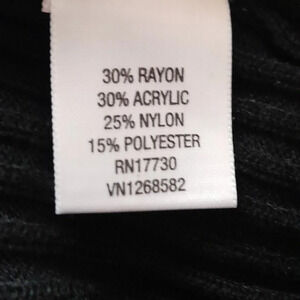 30% RAYON
30% ACRYLIC
25% NYLON
15% POLYESTER
RN17730
VN1268582